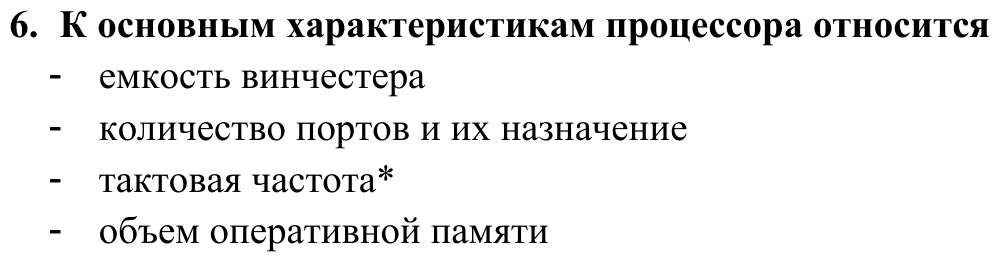 6. К основным характеристикам процессора относится
- емкость винчестера
- количество портов и их назначение
- тактовая частота*
- объем оперативной памяти